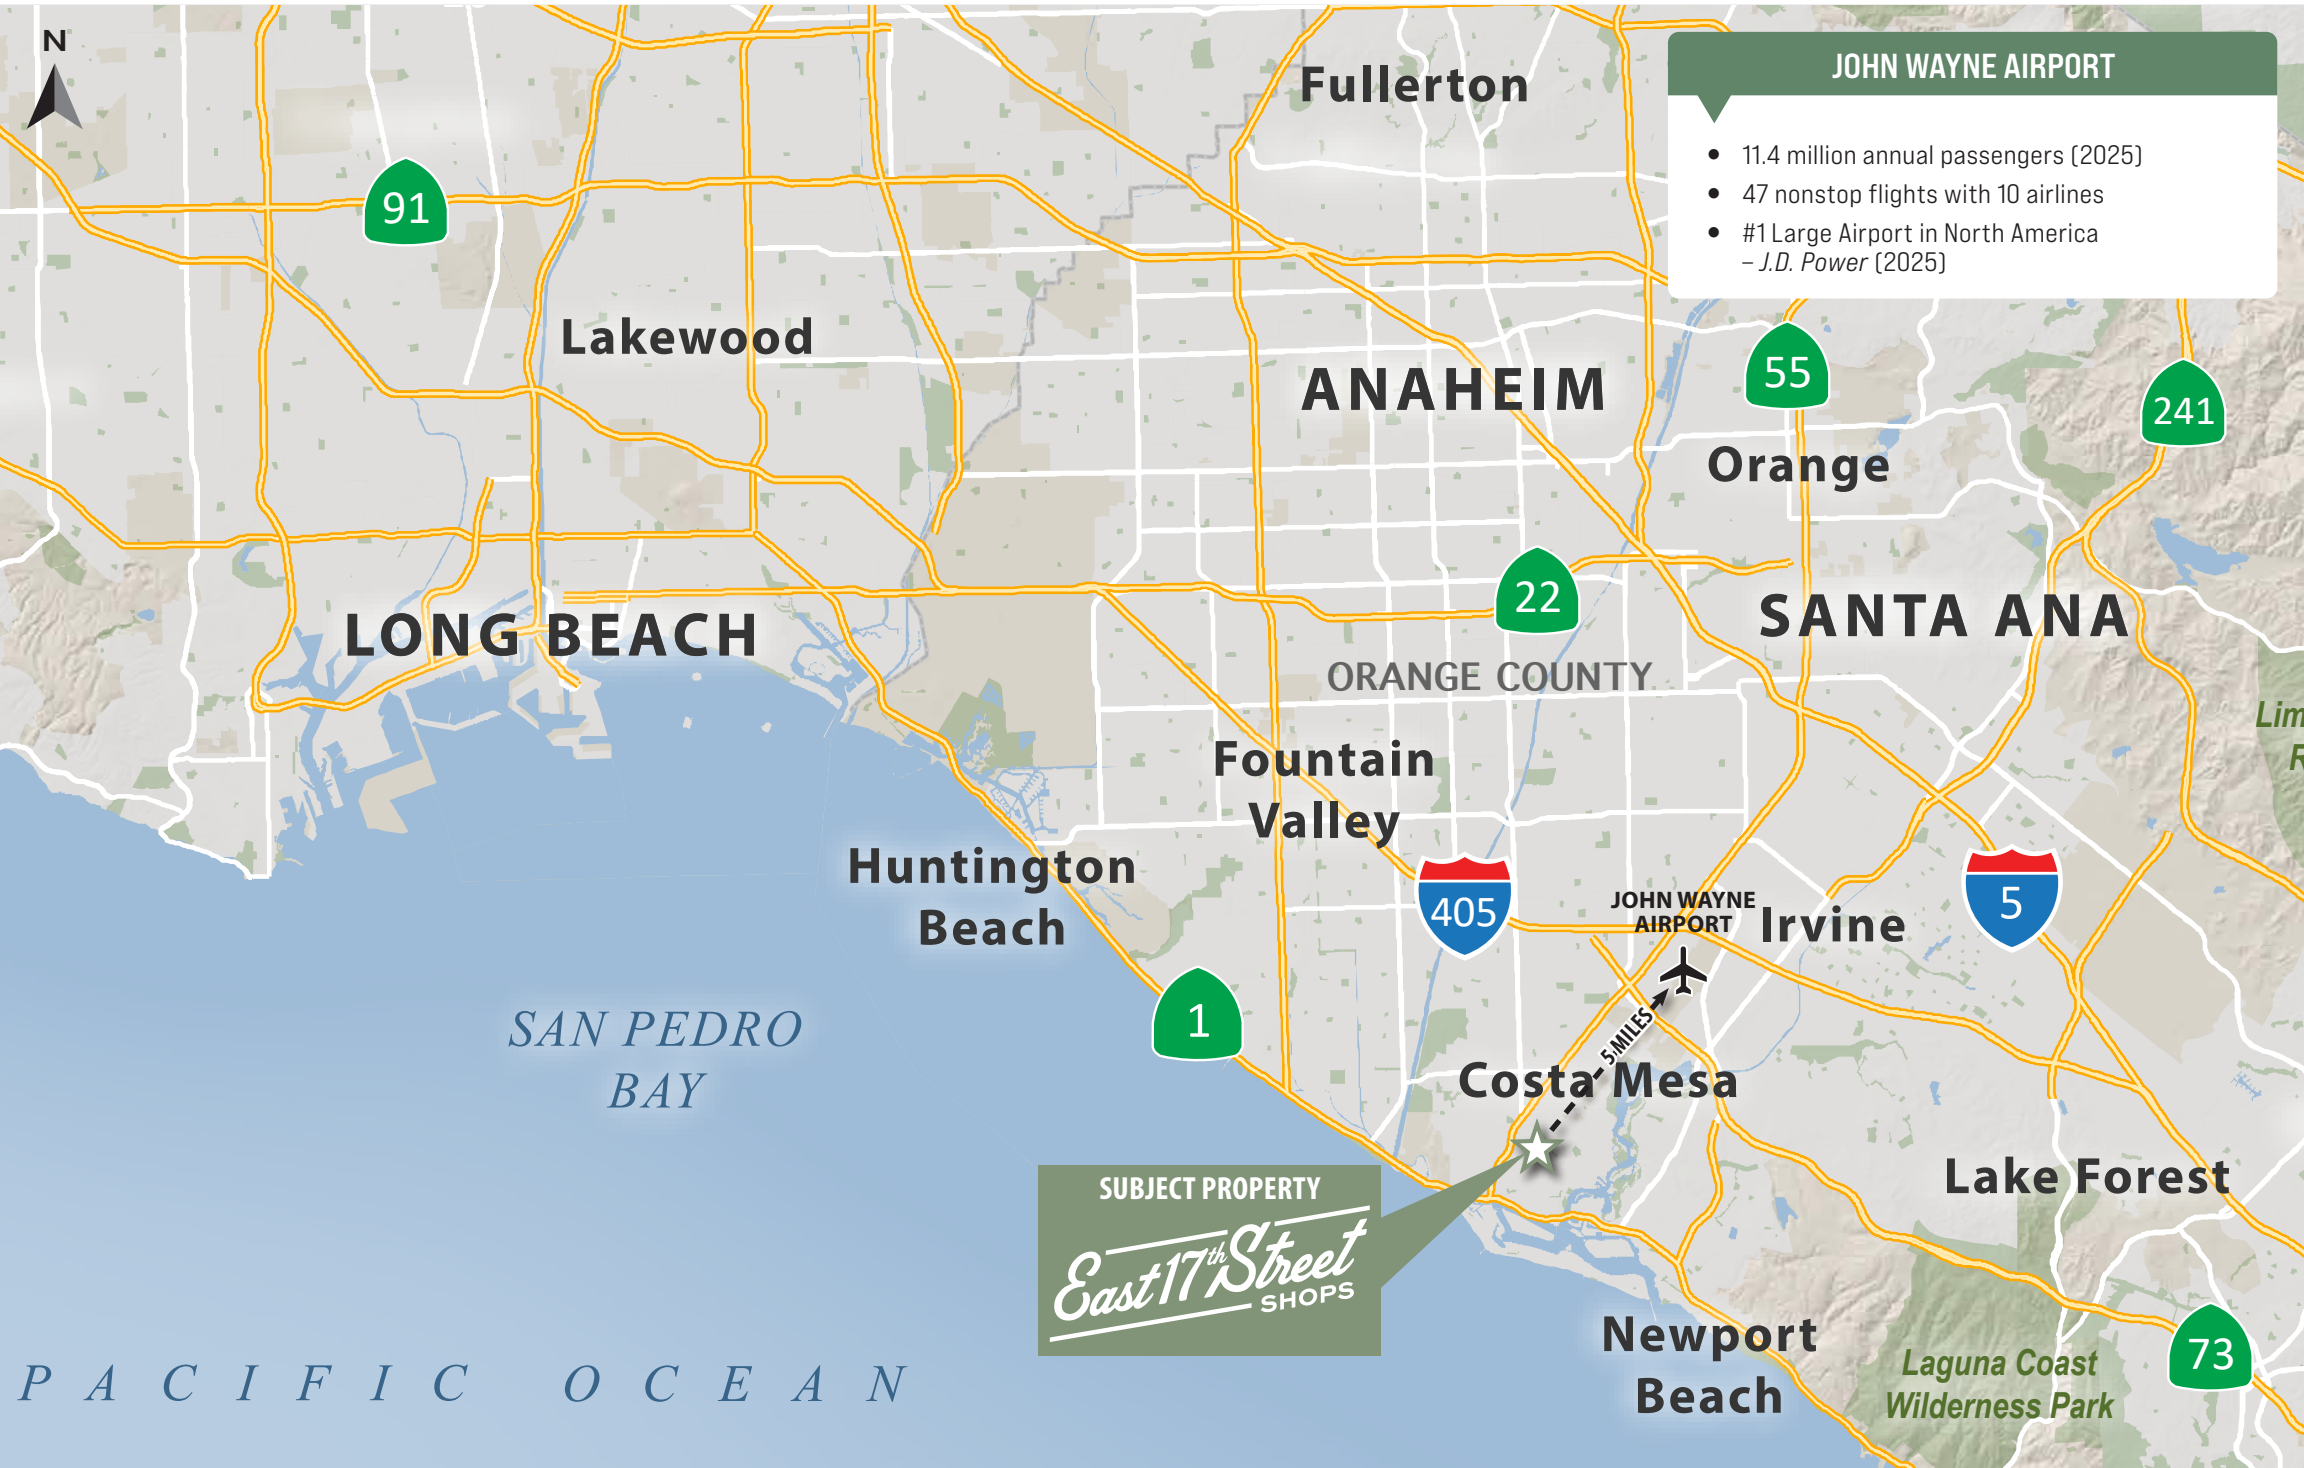 N
Fullerton
JOHN WAYNE AIRPORT
• 11.4 million annual passengers (2025)
• 47 nonstop flights with 10 airlines
• #1 Large Airport in North America
– J.D. Power (2025)
91
Lakewood
ANAHEIM
55
241
Orange
22
LONG BEACH
SANTA ANA
ORANGE COUNTY
Fountain
Valley
Huntington
Beach
405
JOHN WAYNE
AIRPORT
Irvine
5
1
SAN PEDRO
BAY
5 MILES
Costa Mesa
SUBJECT PROPERTY
East 17th Street
SHOPS
Lake Forest
Newport
Beach
73
Laguna Coast
Wilderness Park
PACIFIC OCEAN